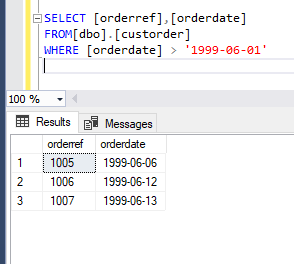 SELECT [orderref],[orderdate]
FROM[dbo].[custorder]
WHERE [orderdate] > '1999-06-01'
100 %
Results Messages
orderref orderdate
1 1005 1999-06-06
2 1006 1999-06-12
3 1007 1999-06-13